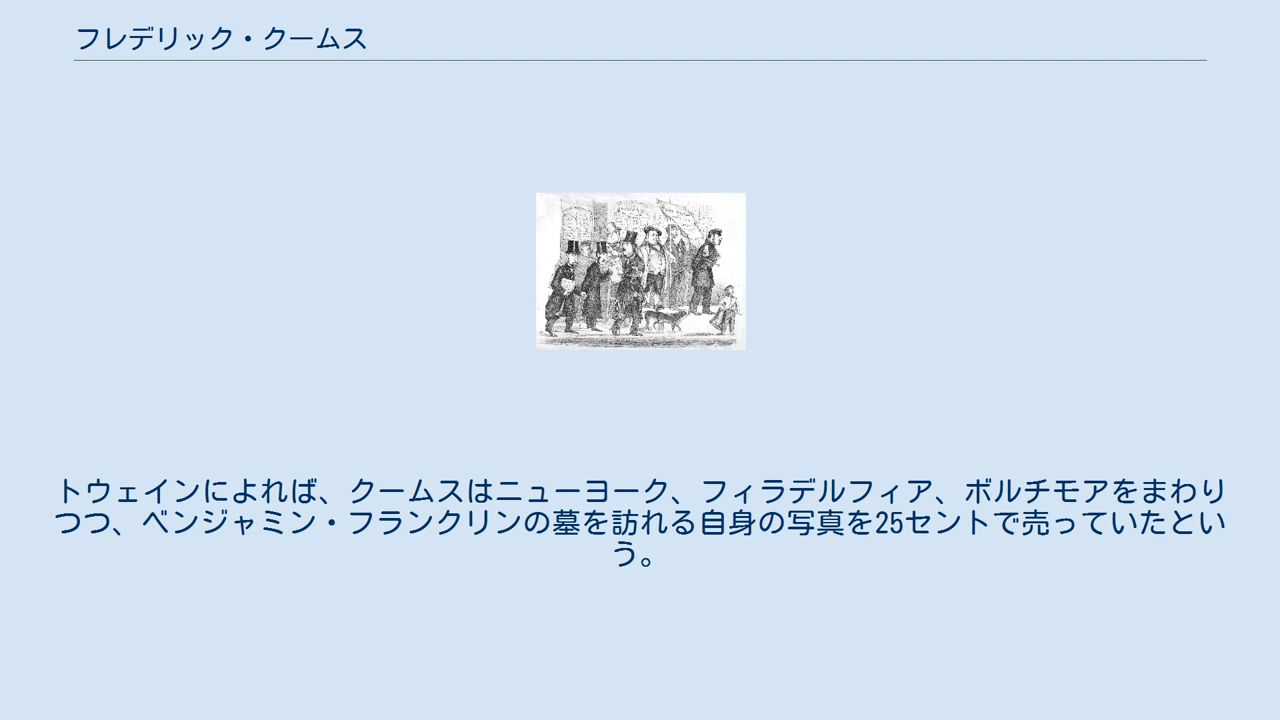 フレデリック・クームス
トウェインによれば、クームスはニューヨーク、フィラデルフィア、ボルチモアをまわり
つつ、ベンジャミン・フランクリンの墓を訪れる自身の写真を25セントで売っていたとい
う。